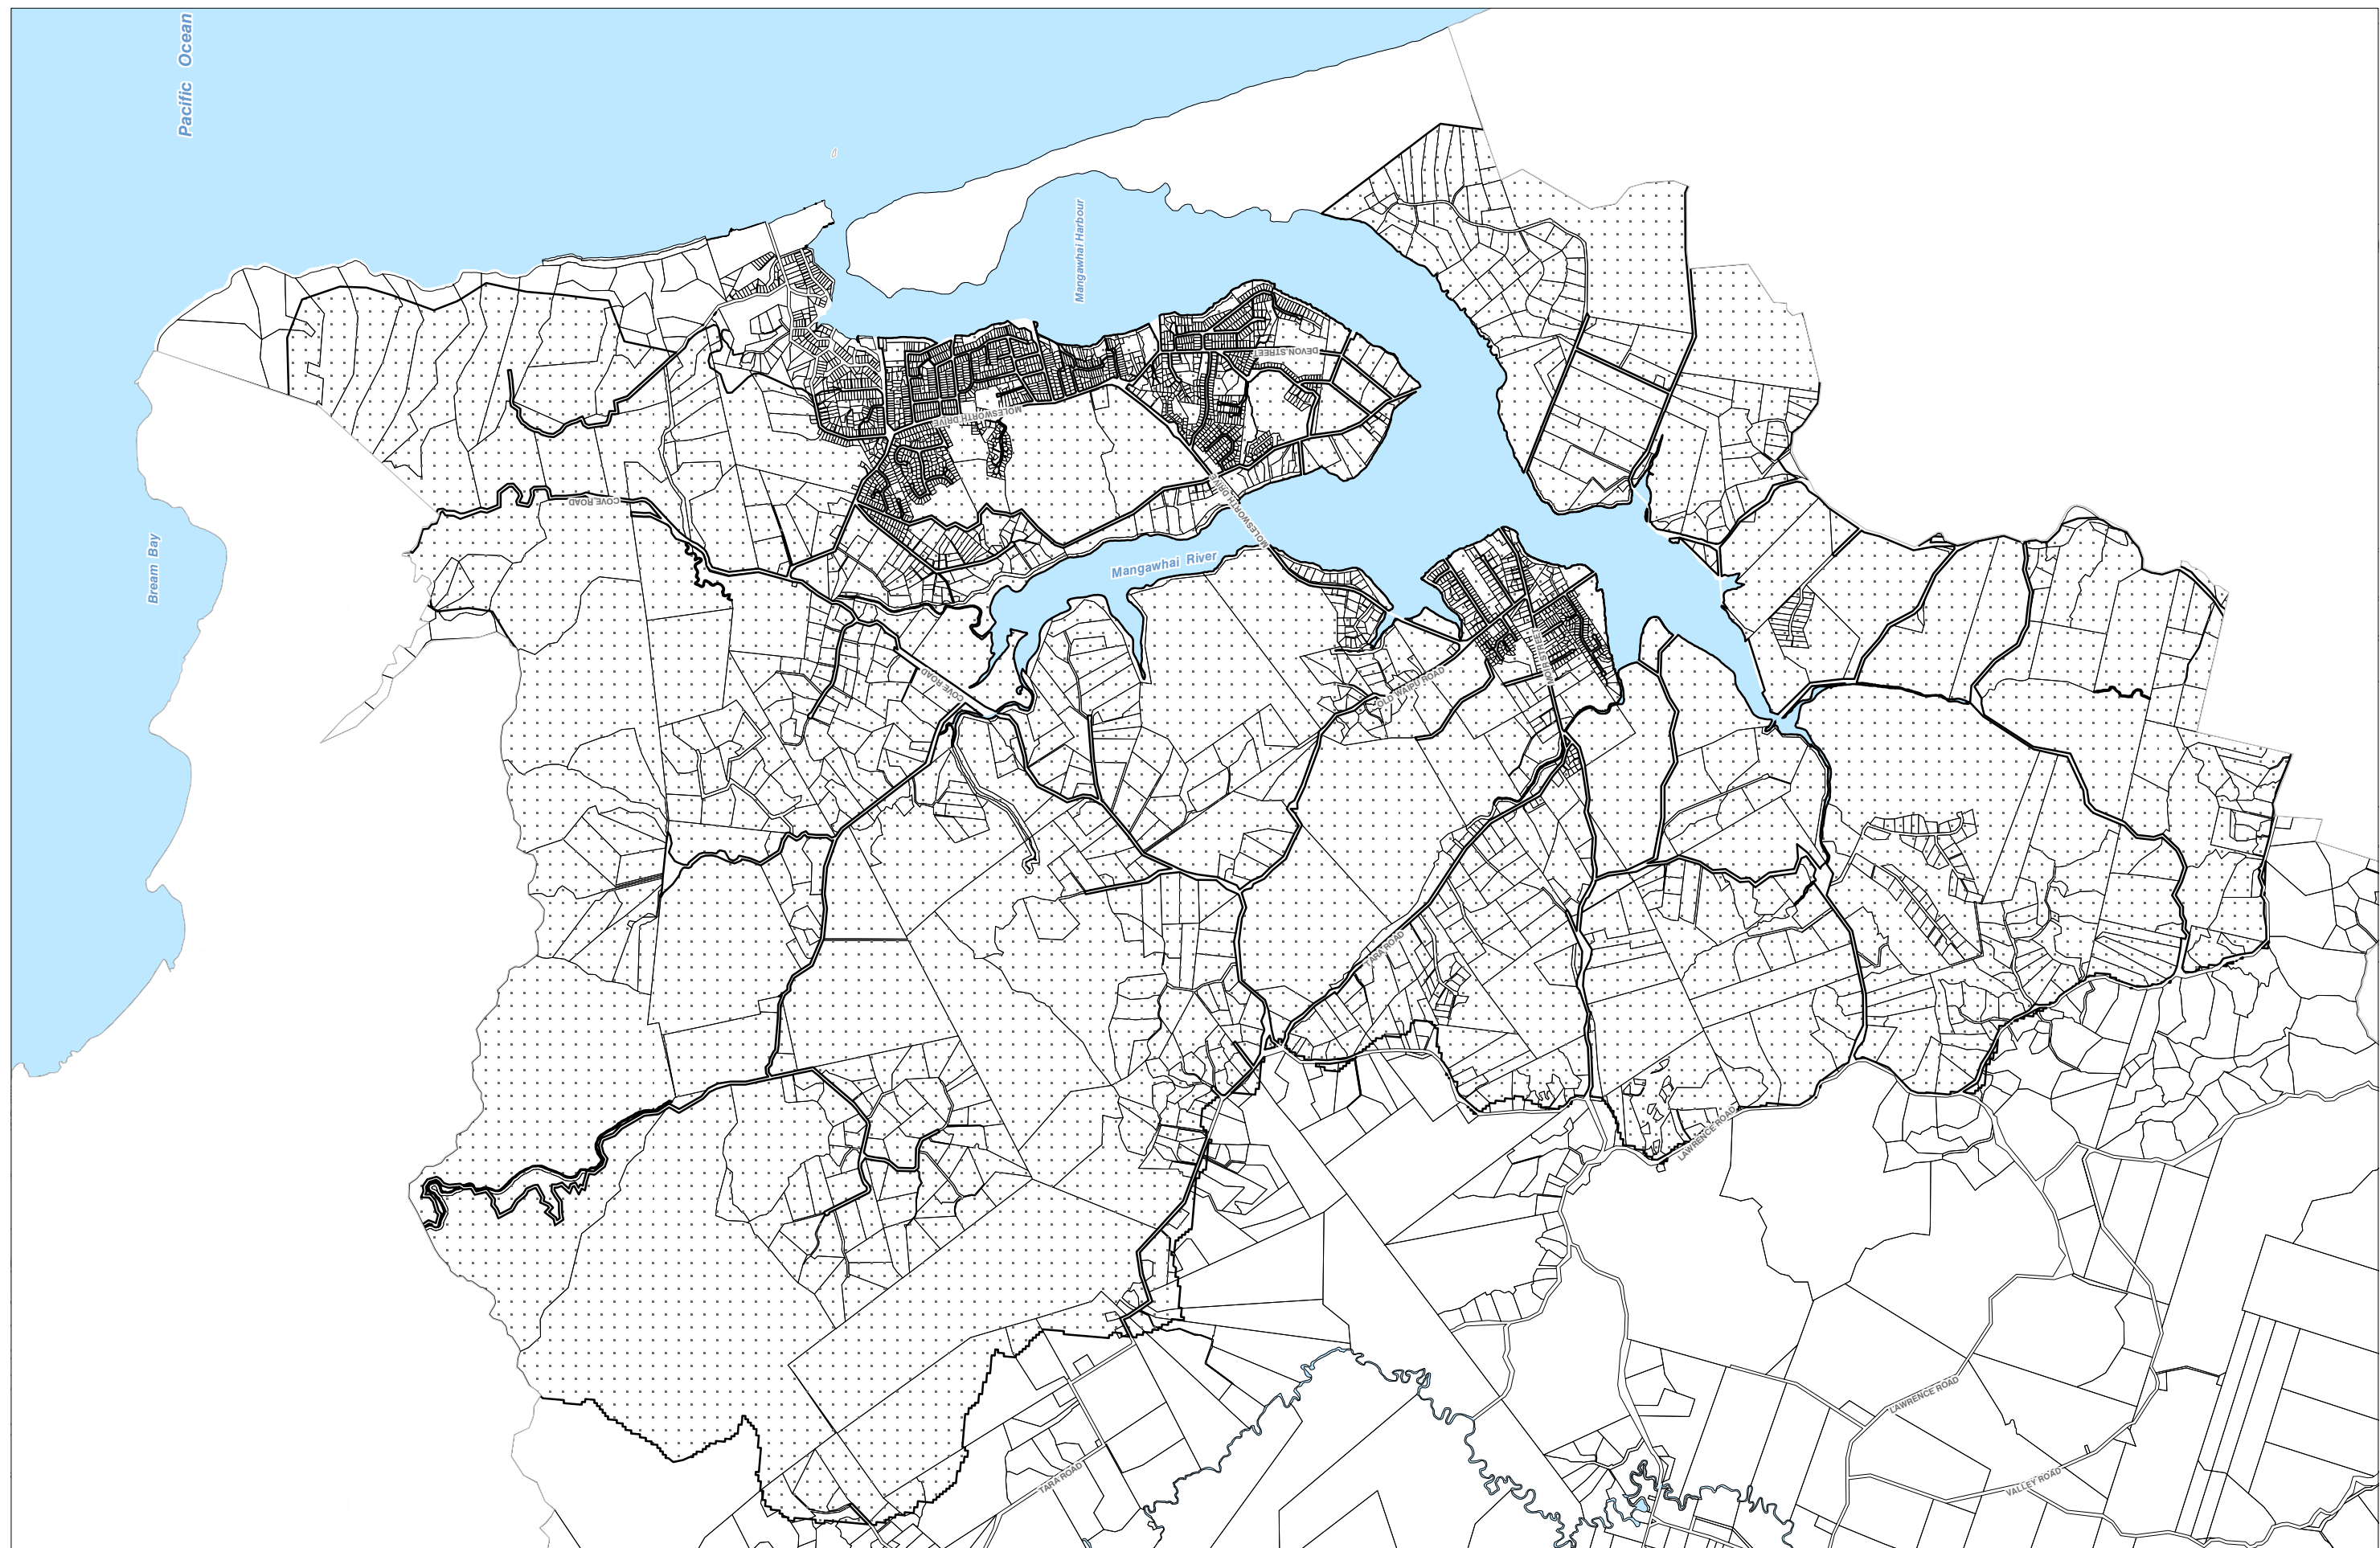 Pacific Ocean
Mangawhai Harbour
DEVON STREET
MOLESWORTH DRIVE
COVE ROAD
MOLESWORTH DRIVE
Bream Bay
Mangawhai River
COVE ROAD
OLD WAIPU ROAD
TARA ROAD
LAWRENCE ROAD
LAWRENCE ROAD
TARA ROAD
VALLEY ROAD